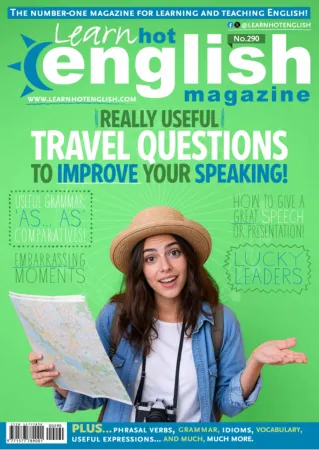 The number-one magazine for learning and teaching English!
@LEARNHOTENGLISH
Learn hot
No.290
english
www.learnhotenglish.com
magazine
REALLY USEFUL
TRAVEL QUESTIONS
TO IMPROVE YOUR SPEAKING!
USEFUL GRAMMAR:
"AS... AS"
COMPARATIVES!
EMBARRASSING
MOMENTS
HOW TO GIVE A
GREAT SPEECH
OR PRESENTATION!
LUCKY
LEADERS
00290
PLUS... PHRASAL VERBS, GRAMMAR, IDIOMS, VOCABULARY,
USEFUL EXPRESSIONS... AND MUCH, MUCH MORE.